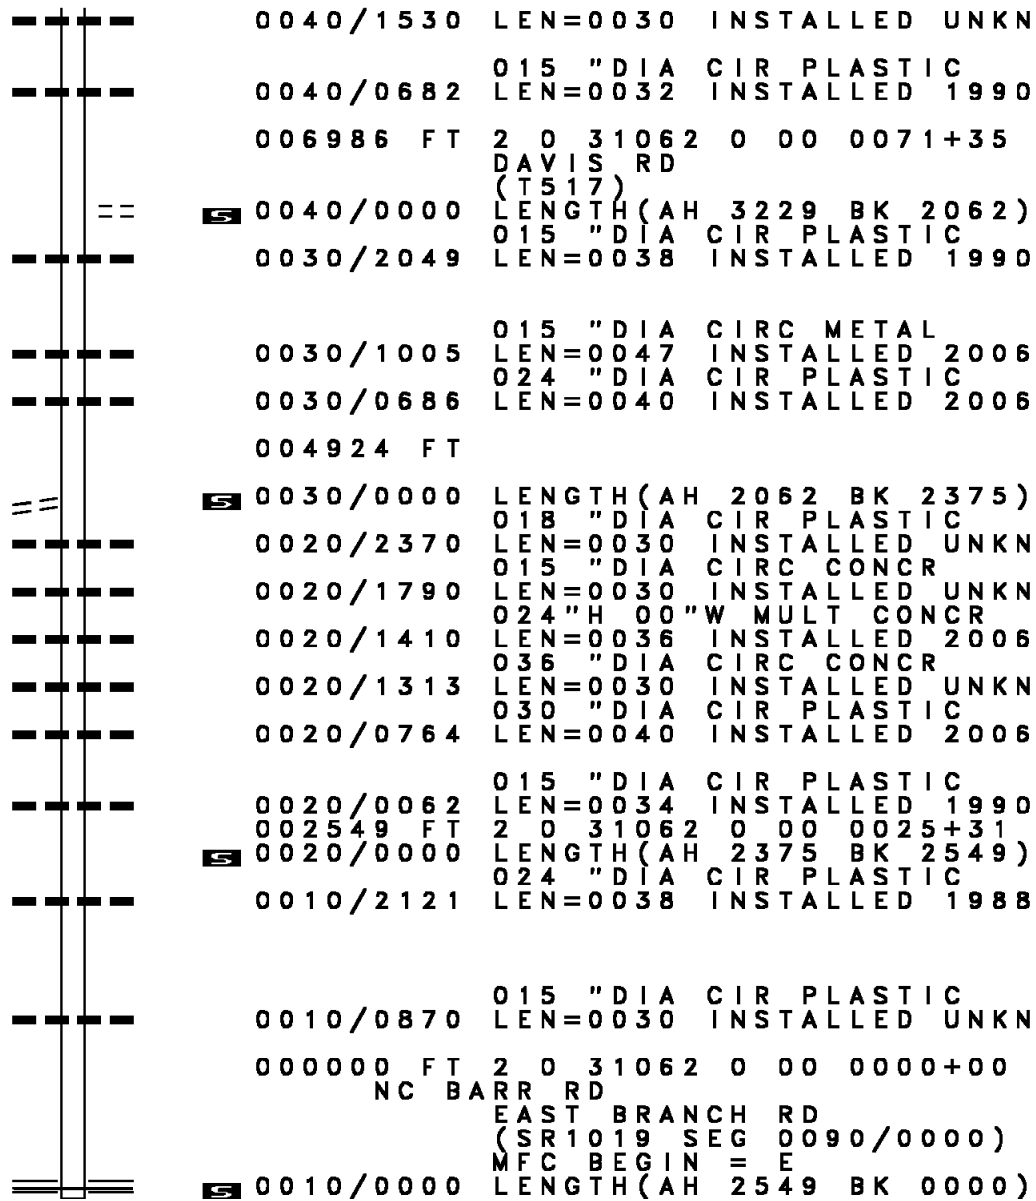 0040/1530 LEN=0030 INSTALLED UNKN
015 "DIA CIR PLASTIC
0040/0682 LEN=0032 INSTALLED 1990
006986 FT 2 0 31062 0 00 0071+35
DAVIS RD
(T517)
S 0040/0000 LENGTH(AH 3229 BK 2062)
015 "DIA CIR PLASTIC
0030/2049 LEN=0038 INSTALLED 1990
015 "DIA CIRC METAL
0030/1005 LEN=0047 INSTALLED 2006
024 "DIA CIR PLASTIC
0030/0686 LEN=0040 INSTALLED 2006
004924 FT
S 0030/0000 LENGTH(AH 2062 BK 2375)
018 "DIA CIR PLASTIC
0020/2370 LEN=0030 INSTALLED UNKN
015 "DIA CIRC CONCR
0020/1790 LEN=0030 INSTALLED UNKN
024"H 00"W MULT CONCR
0020/1410 LEN=0036 INSTALLED 2006
036 "DIA CIRC CONCR
0020/1313 LEN=0030 INSTALLED UNKN
030 "DIA CIR PLASTIC
0020/0764 LEN=0040 INSTALLED 2006
015 "DIA CIR PLASTIC
0020/0062 LEN=0034 INSTALLED 1990
002549 FT 2 0 31062 0 00 0025+31
S 0020/0000 LENGTH(AH 2375 BK 2549)
024 "DIA CIR PLASTIC
0010/2121 LEN=0038 INSTALLED 1988
015 "DIA CIR PLASTIC
0010/0870 LEN=0030 INSTALLED UNKN
000000 FT 2 0 31062 0 00 0000+00
NC BARR RD
EAST BRANCH RD
(SR1019 SEG 0090/0000)
MFC BEGIN = E
S 0010/0000 LENGTH(AH 2549 BK 0000)